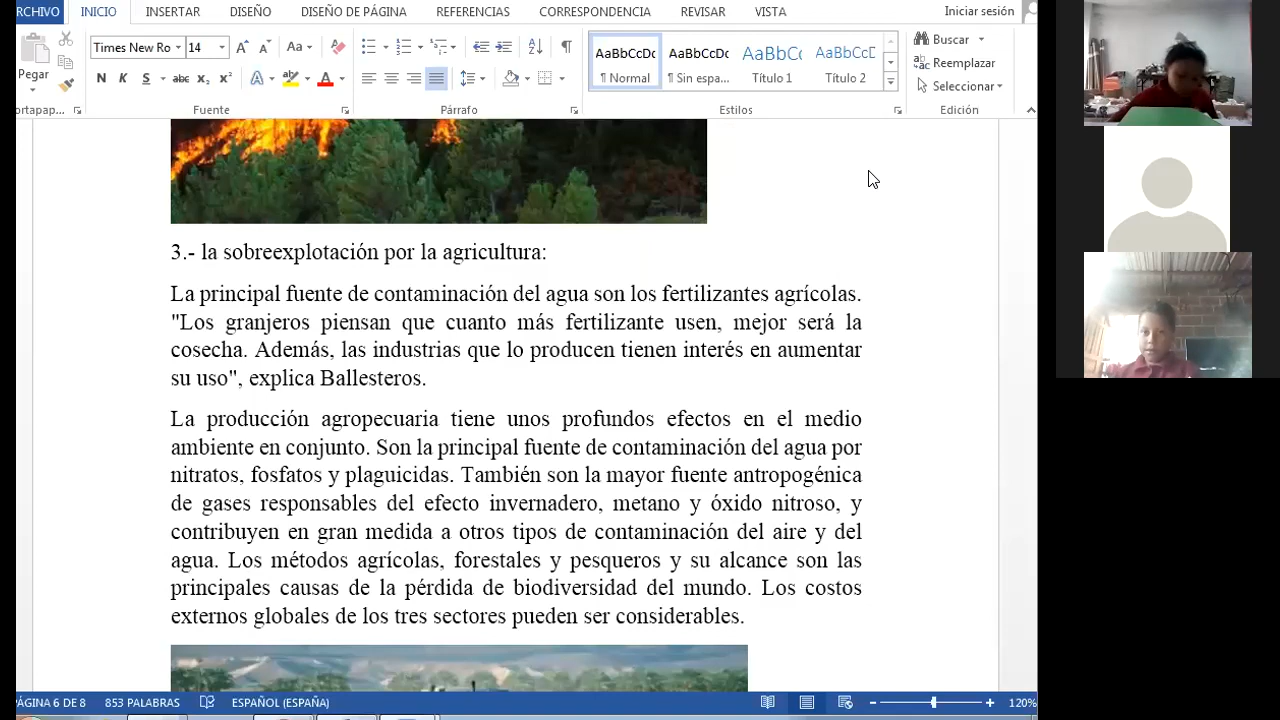 RCHIVO INICIO INSERTAR DISEÑO DISEÑO DE PÁGINA REFERENCIAS CORRESPONDENCIA REVISAR VISTA Iniciar sesión
Times New Ro 14 Aa
AaBbCcDc AaBbCcDc AaBbCc AaBbCcD
Buscar
Reemplazar
Seleccionar
Pegar
N K S abc x₂ x² A A
¶ Normal ¶ Sin espa... Título 1 Título 2
ortapap... Fuente Párrafo Estilos Edición
3.- la sobreexplotación por la agricultura:
La principal fuente de contaminación del agua son los fertilizantes agrícolas.
"Los granjeros piensan que cuanto más fertilizante usen, mejor será la
cosecha. Además, las industrias que lo producen tienen interés en aumentar
su uso", explica Ballesteros.
La producción agropecuaria tiene unos profundos efectos en el medio
ambiente en conjunto. Son la principal fuente de contaminación del agua por
nitratos, fosfatos y plaguicidas. También son la mayor fuente antropogénica
de gases responsables del efecto invernadero, metano y óxido nitroso, y
contribuyen en gran medida a otros tipos de contaminación del aire y del
agua. Los métodos agrícolas, forestales y pesqueros y su alcance son las
principales causas de la pérdida de biodiversidad del mundo. Los costos
externos globales de los tres sectores pueden ser considerables.
ÁGINA 6 DE 8 853 PALABRAS ESPAÑOL (ESPAÑA) 120%